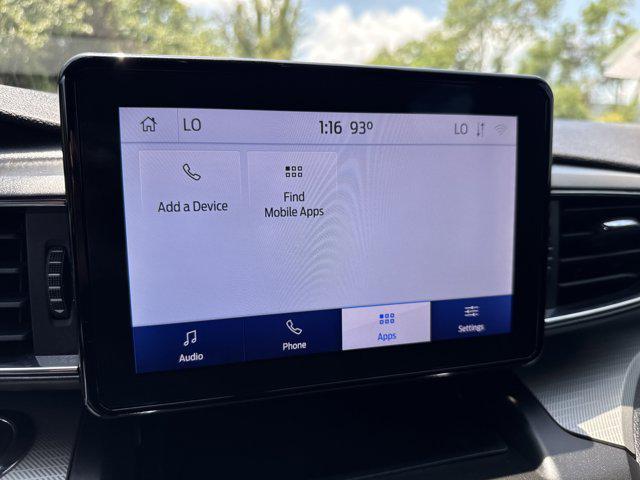 LO 1:16 93° LO
Add a Device
Find
Mobile Apps
Audio Phone Apps Settings